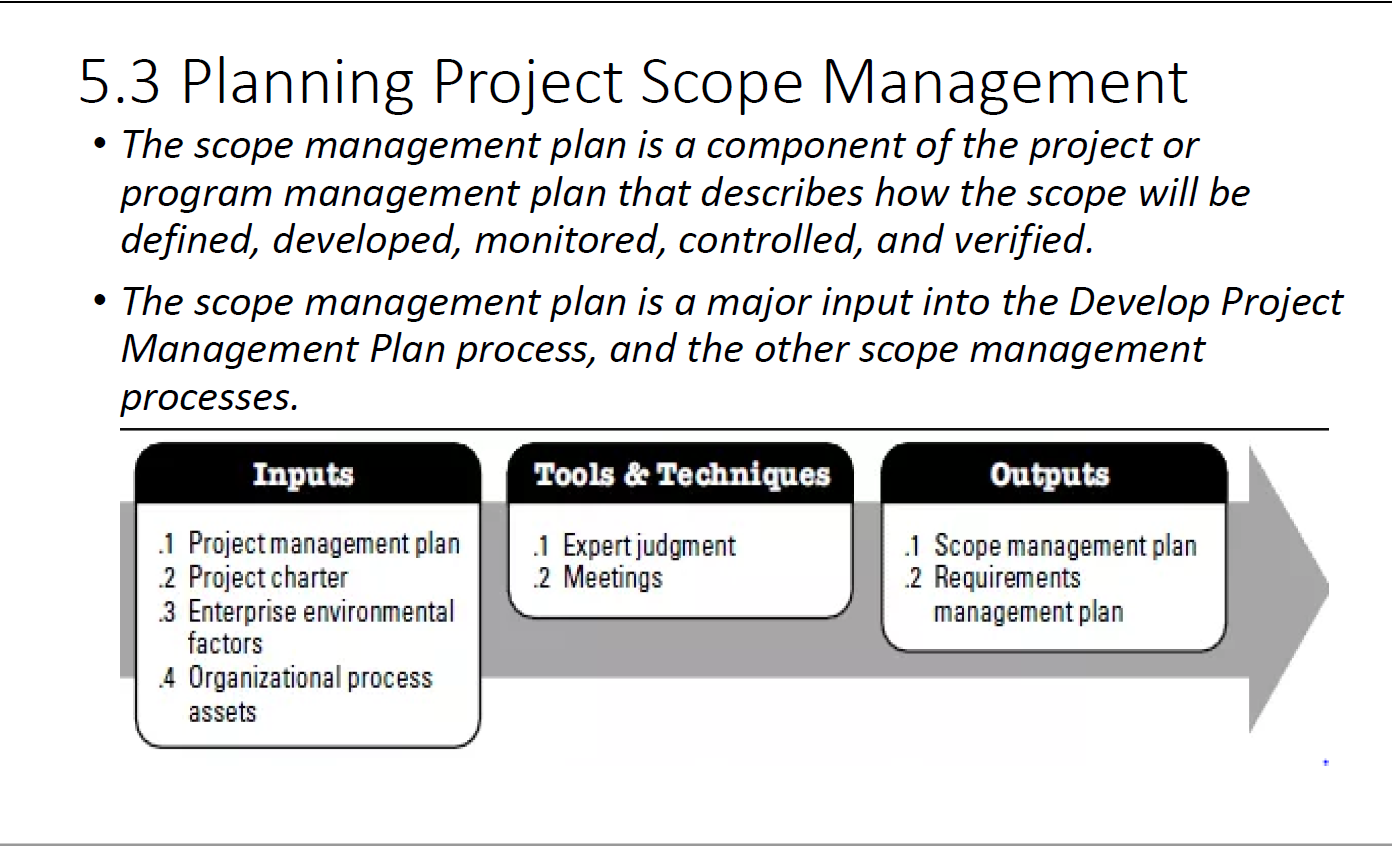 5.3 Planning Project Scope Management
• The scope management plan is a component of the project or
program management plan that describes how the scope will be
defined, developed, monitored, controlled, and verified.
• The scope management plan is a major input into the Develop Project
Management Plan process, and the other scope management
processes.
Inputs
.1 Project management plan
.2 Project charter
.3 Enterprise environmental
factors
.4 Organizational process
assets
Tools & Techniques
.1 Expert judgment
.2 Meetings
Outputs
.1 Scope management plan
.2 Requirements
management plan